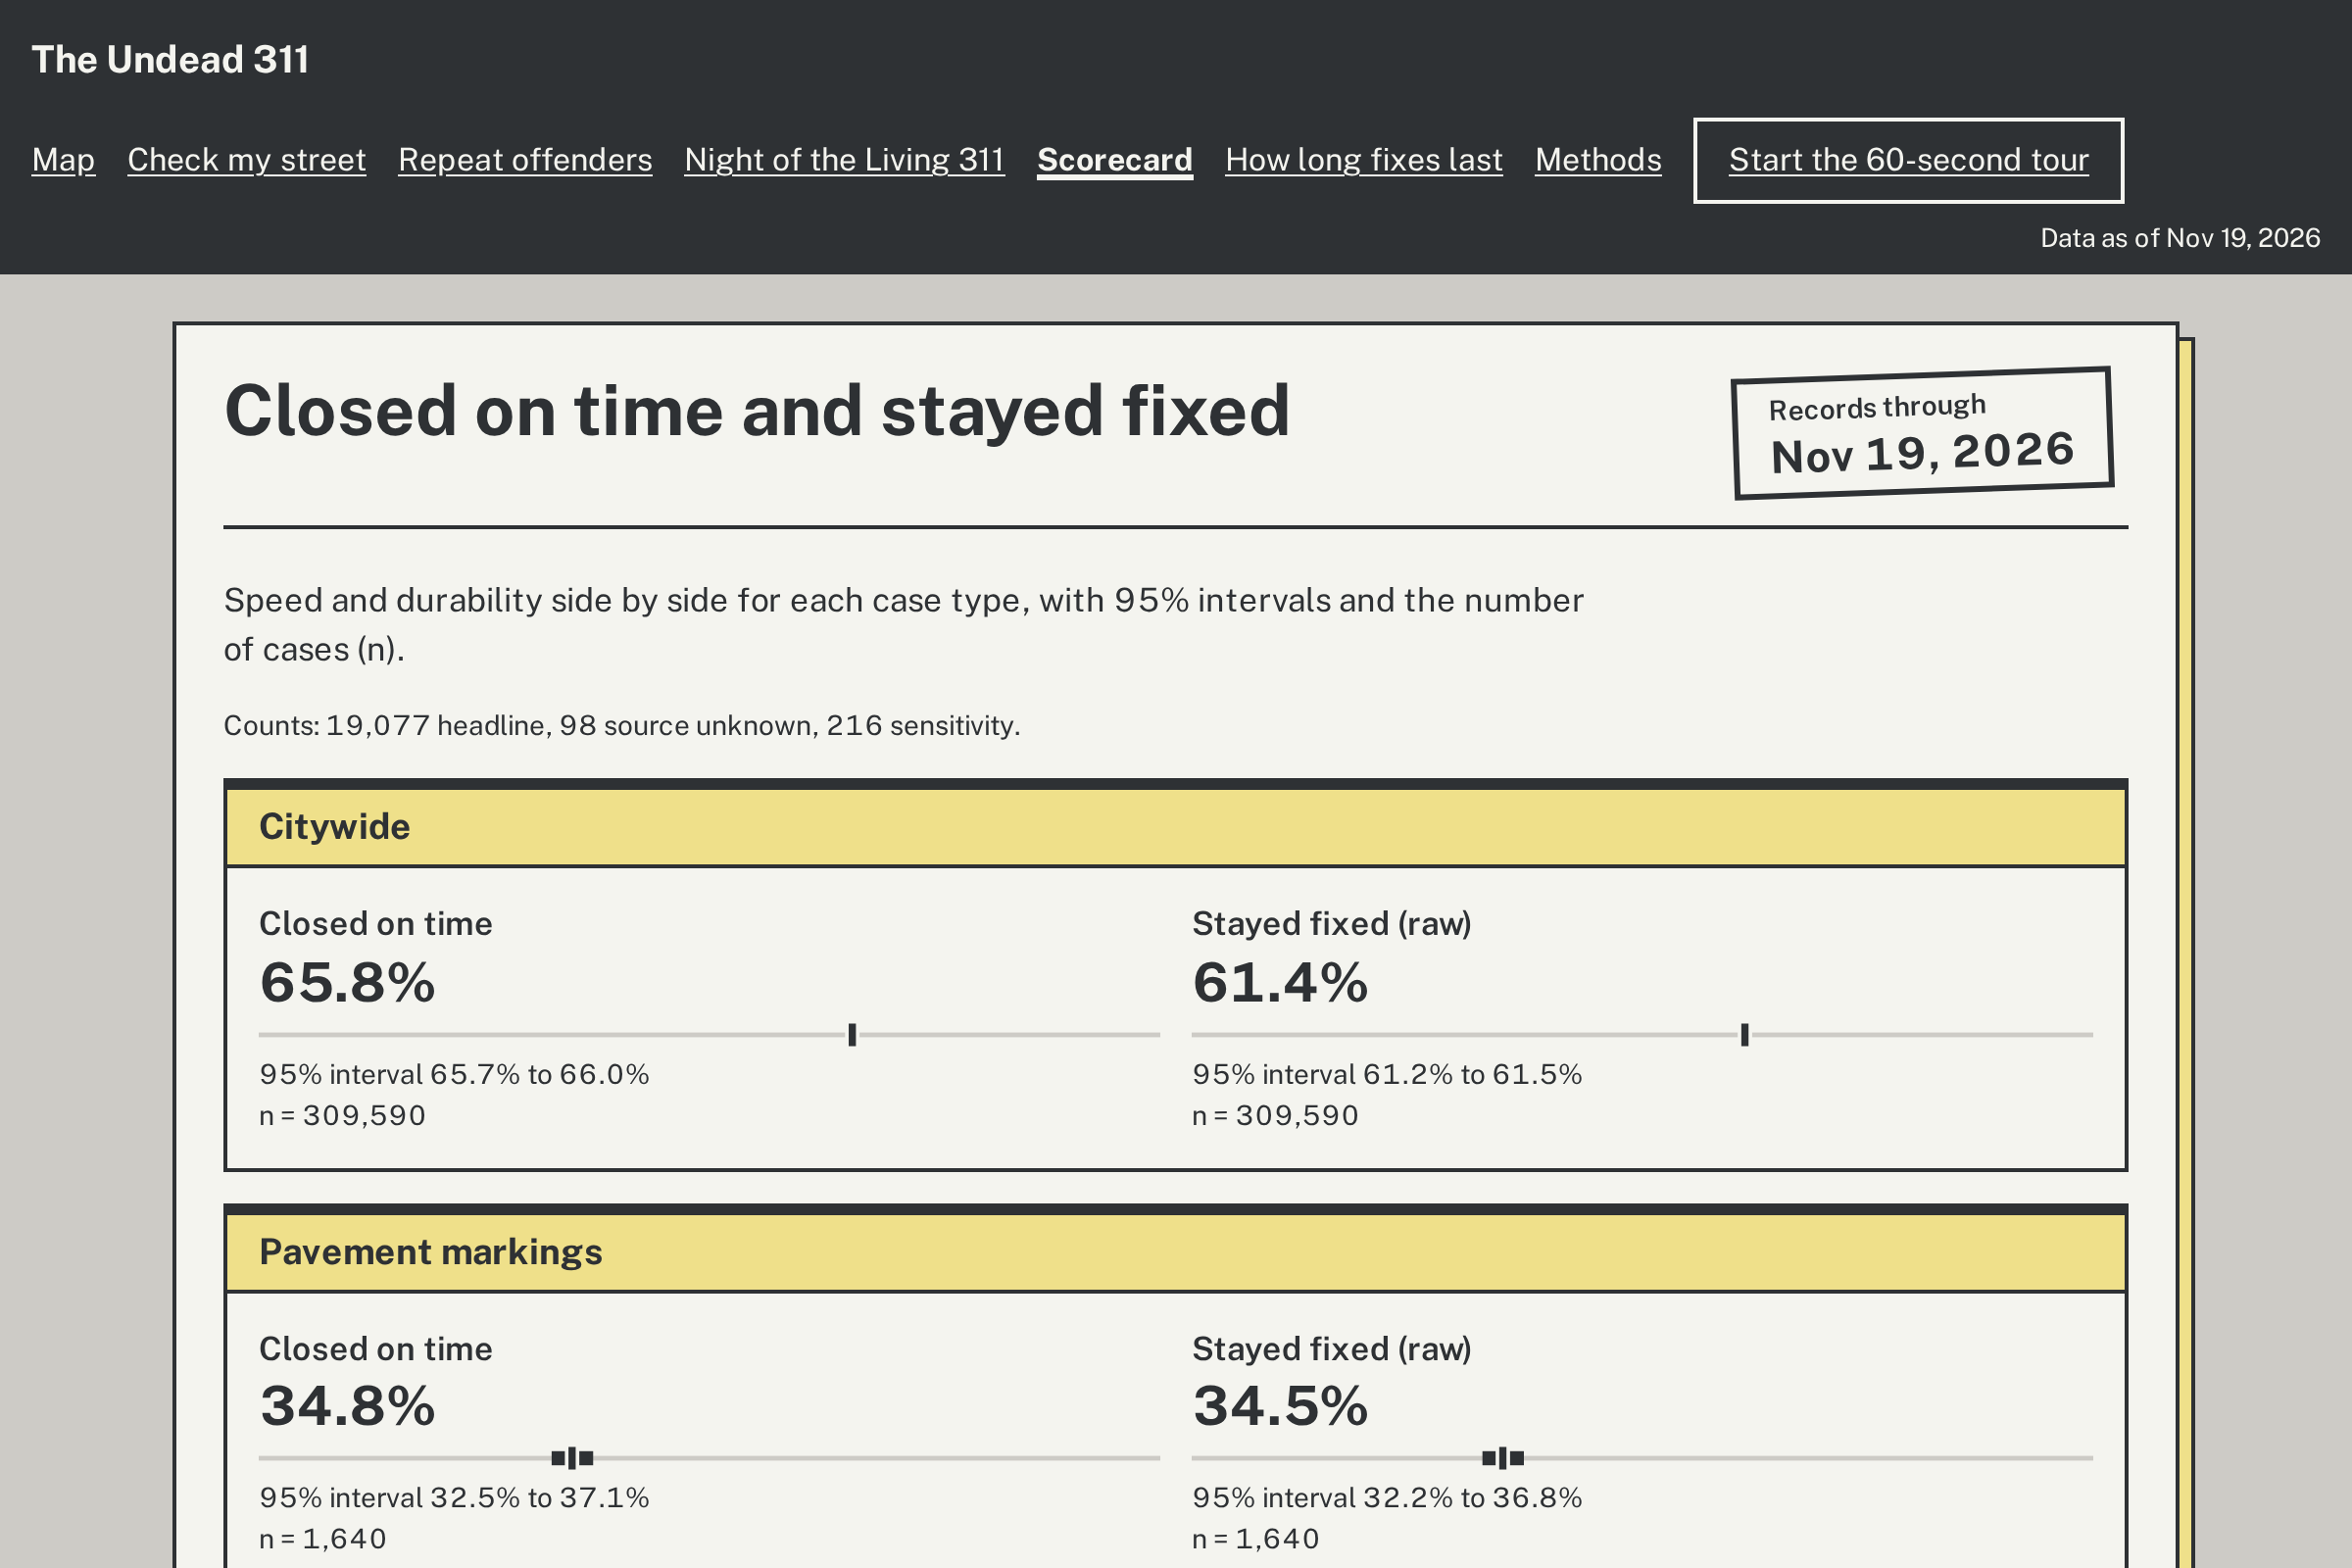 The Undead 311
Map Check my street Repeat offenders Night of the Living 311 Scorecard How long fixes last Methods Start the 60-second tour
Data as of Nov 19, 2026
Closed on time and stayed fixed
Records through
Nov 19, 2026
Speed and durability side by side for each case type, with 95% intervals and the number
of cases (n).
Counts: 19,077 headline, 98 source unknown, 216 sensitivity.
Citywide
Closed on time
65.8%
95% interval 65.7% to 66.0%
n = 309,590
Stayed fixed (raw)
61.4%
95% interval 61.2% to 61.5%
n = 309,590
Pavement markings
Closed on time
34.8%
95% interval 32.5% to 37.1%
n = 1,640
Stayed fixed (raw)
34.5%
95% interval 32.2% to 36.8%
n = 1,640